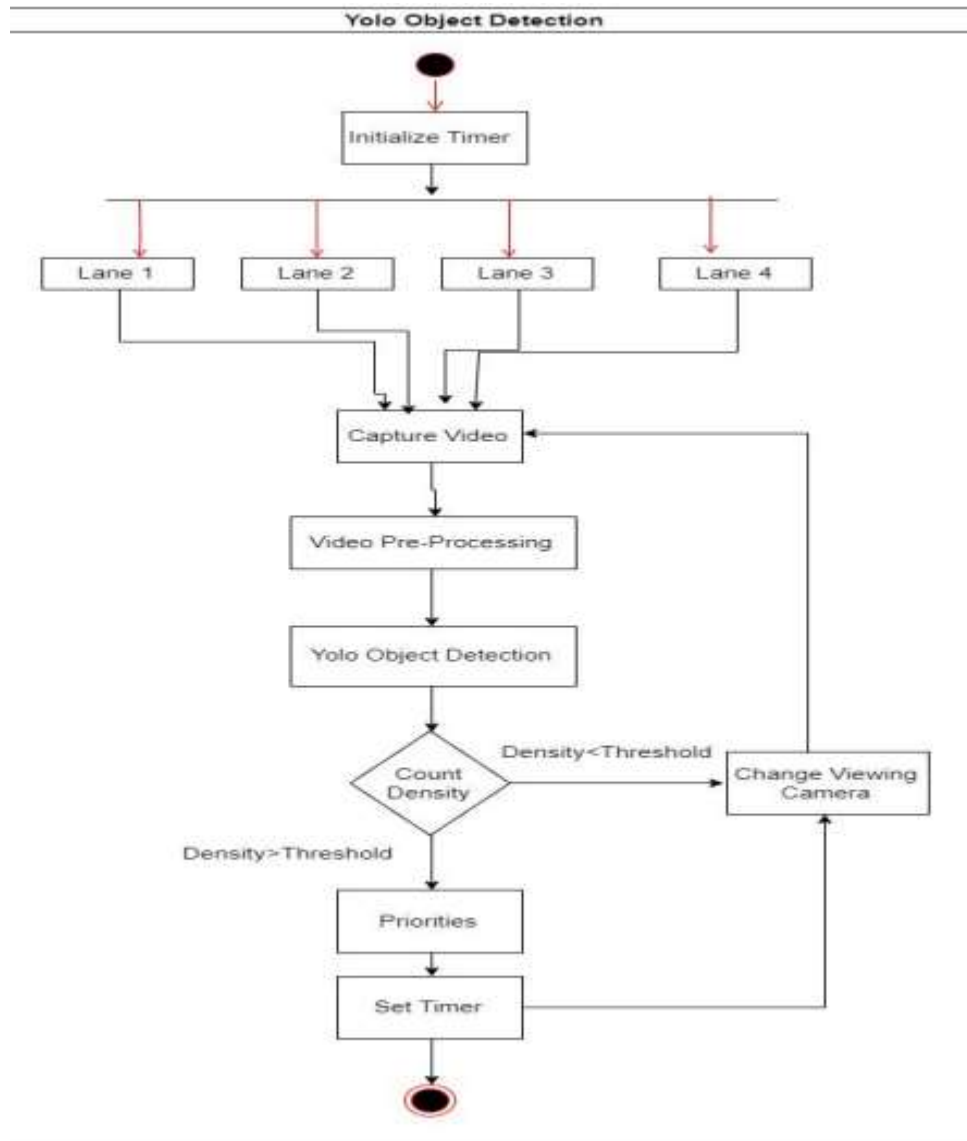 Yolo Object Detection
Initialize Timer
Lane 1
Lane 2
Lane 3
Lane 4
Capture Video
Video Pre-Processing
Yolo Object Detection
Density<Threshold
Count
Density
Change Viewing
Camera
Density>Threshold
Priorities
Set Timer